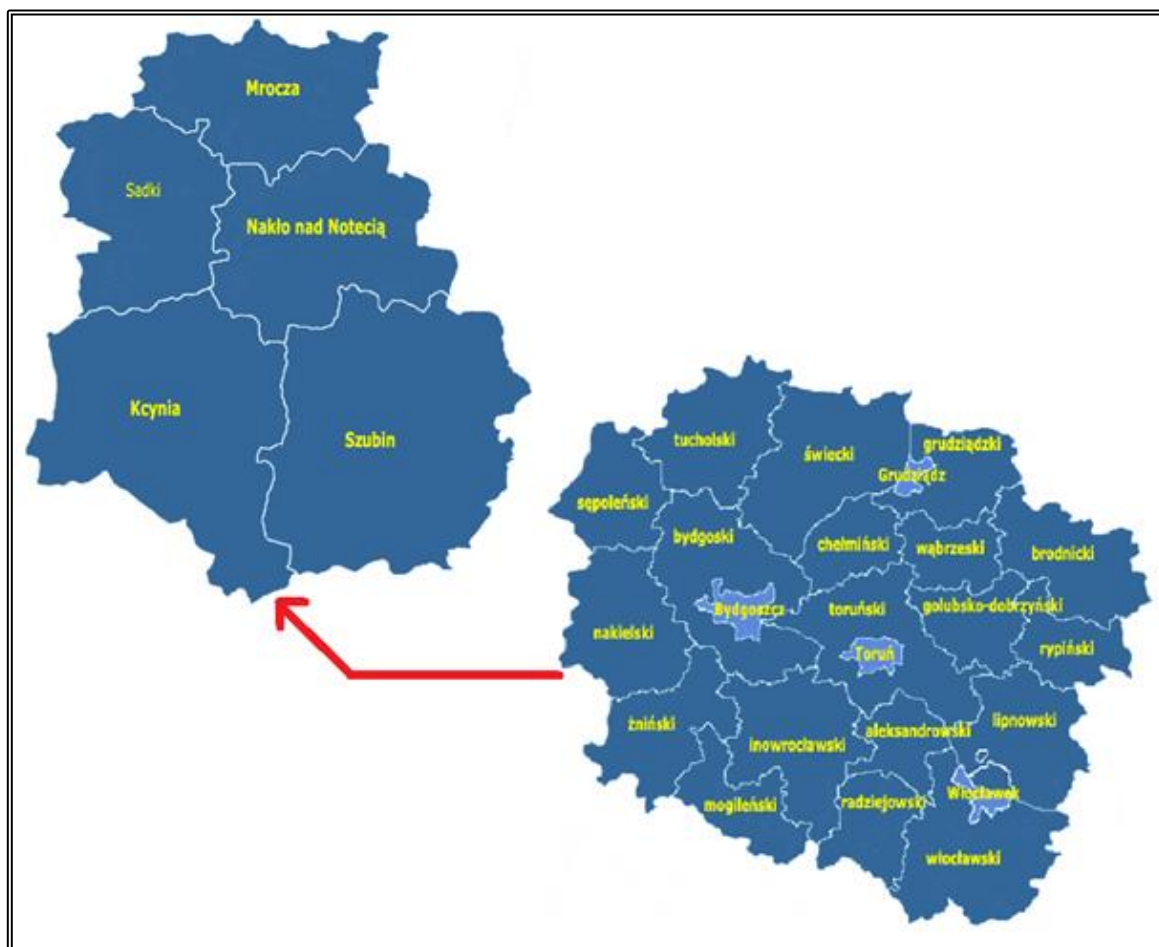 Mrocza
Sadki
Nakło nad Notecią
Kcynia
Szubin
tucholski
świecki
grudziądzki
Grudziądz
sępoleński
bydgoski
chełmiński
wąbrzeski
brodnicki
Bydgoszcz
toruński
golubsko-dobrzyński
nakielski
Toruń
rypiński
żniński
inowrocławski
aleksandrowski
lipnowski
mogileński
radziejowski
Włocławek
włocławski